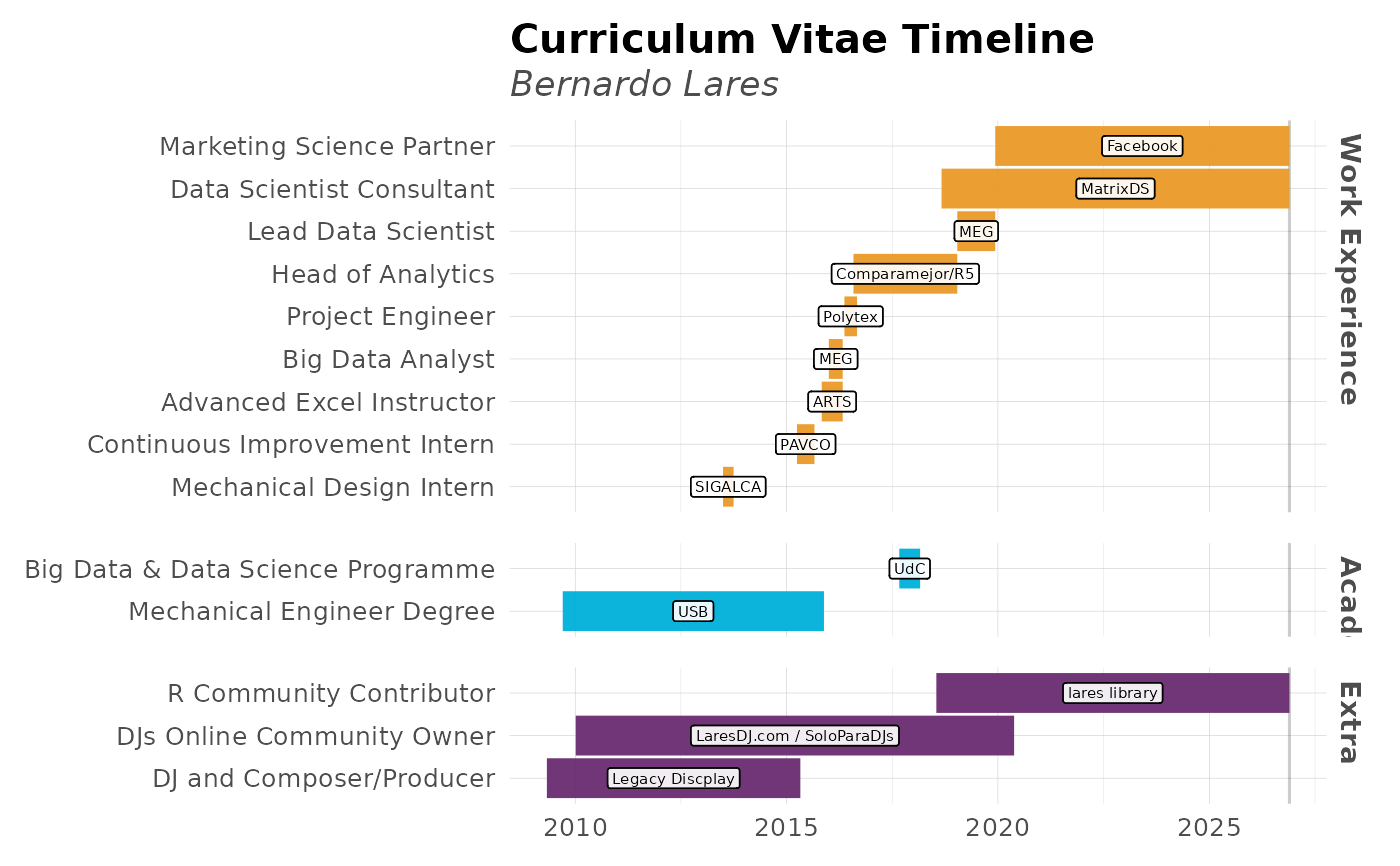 Curriculum Vitae Timeline
Bernardo Lares
Work Experience
Marketing Science Partner Facebook
Data Scientist Consultant MatrixDS
Lead Data Scientist MEG
Head of Analytics Comparamejor/R5
Project Engineer Polytex
Big Data Analyst MEG
Advanced Excel Instructor ARTS
Continuous Improvement Intern PAVCO
Mechanical Design Intern SIGALCA
Acad
Big Data & Data Science Programme UdC
Mechanical Engineer Degree USB
Extra
R Community Contributor lares library
DJs Online Community Owner LaresDJ.com / SoloParaDJs
DJ and Composer/Producer Legacy Discplay
2010 2015 2020 2025